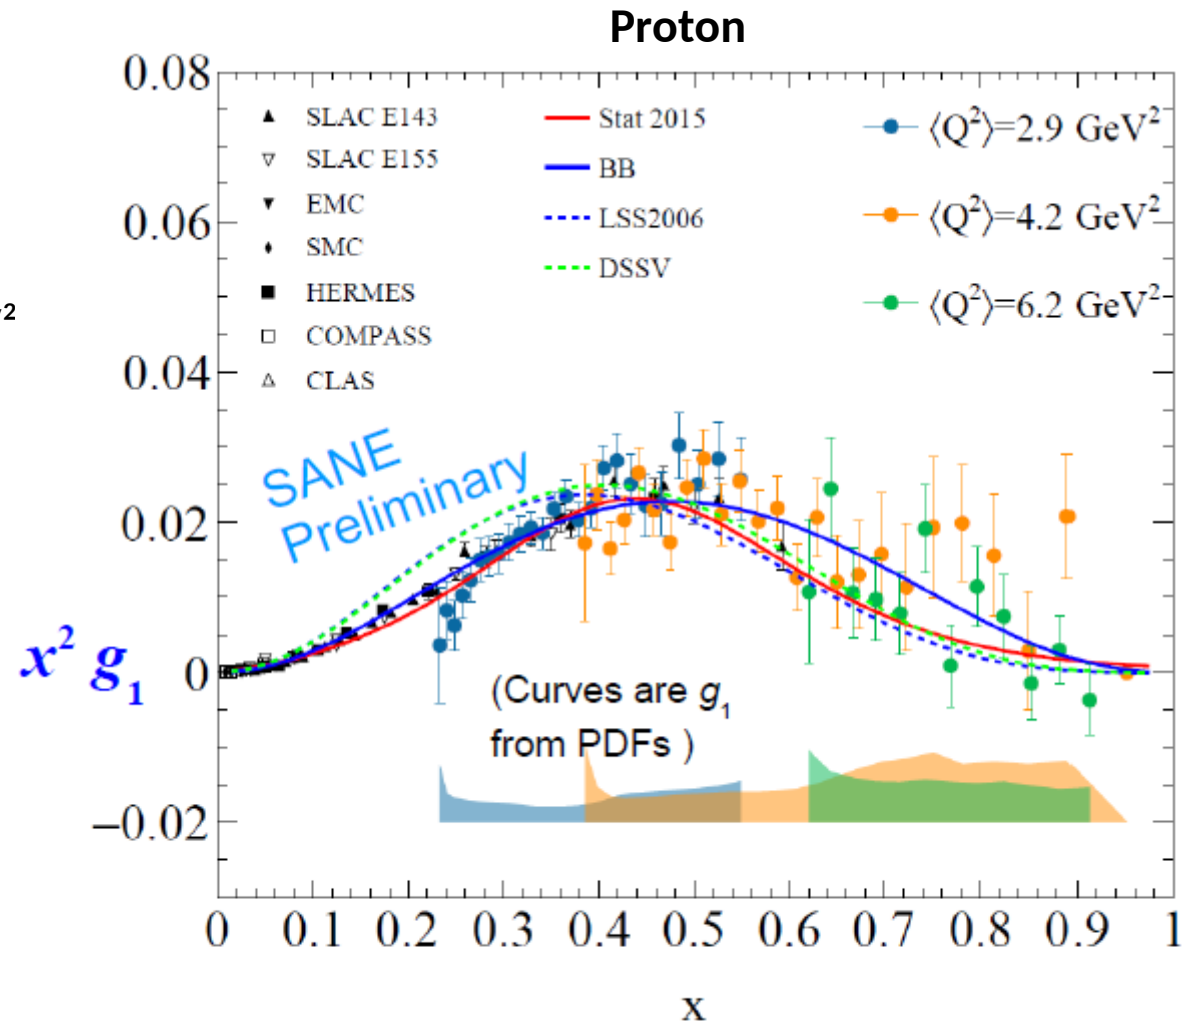 Proton
0.08
0.06
0.04
0.02
0
−0.02
x² g₁
SLAC E143
SLAC E155
EMC
SMC
HERMES
COMPASS
CLAS
Stat 2015
BB
LSS2006
DSSV
⟨Q²⟩=2.9 GeV²
⟨Q²⟩=4.2 GeV²
⟨Q²⟩=6.2 GeV²
SANE
Preliminary
(Curves are g₁
from PDFs )
0 0.1 0.2 0.3 0.4 0.5 0.6 0.7 0.8 0.9 1
x